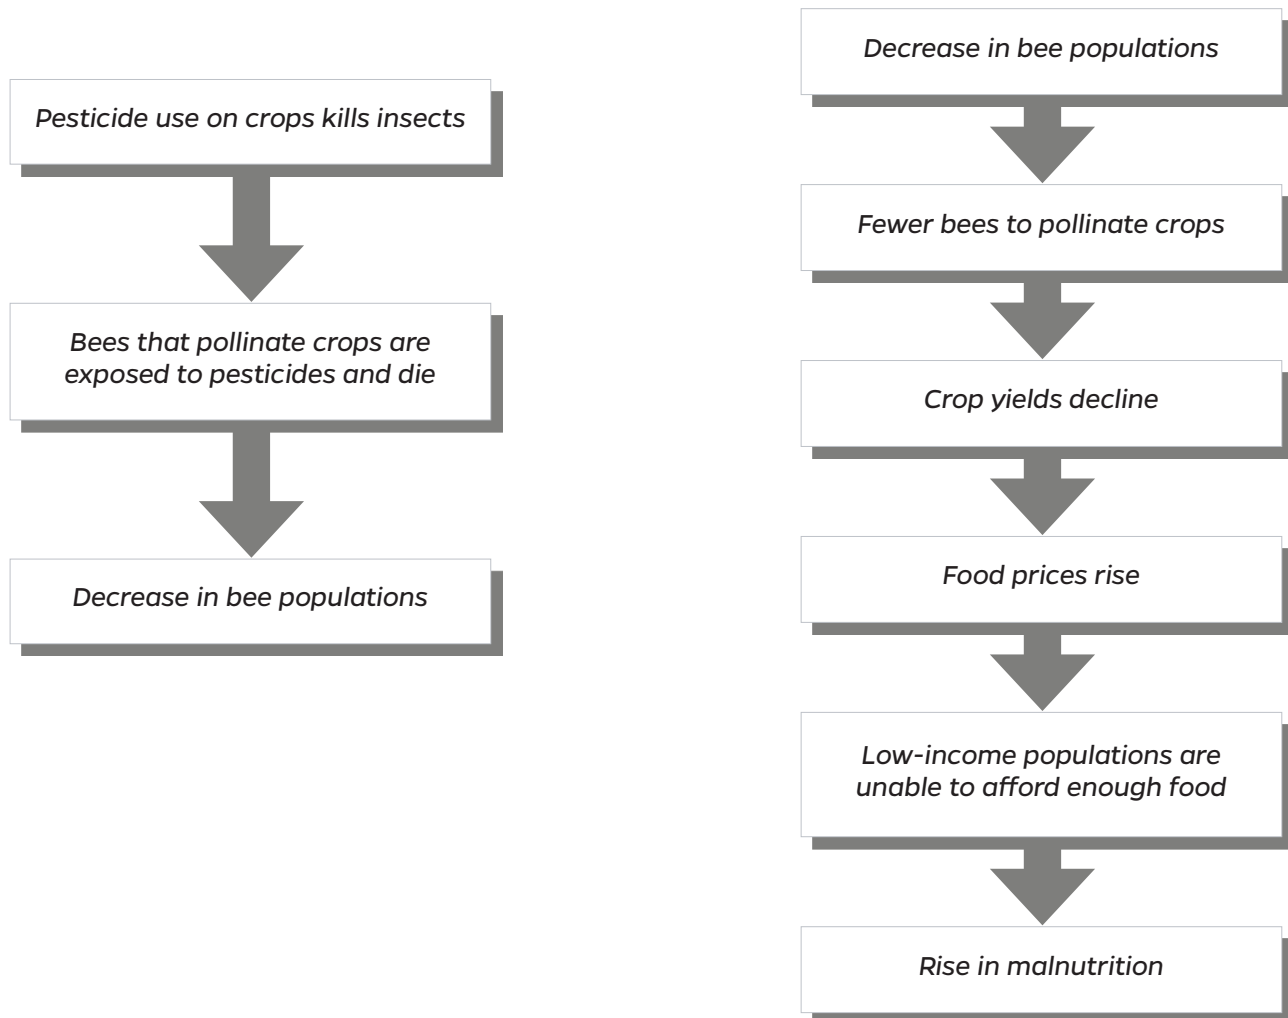 Pesticide use on crops kills insects
Bees that pollinate crops are
exposed to pesticides and die
Decrease in bee populations
Decrease in bee populations
Fewer bees to pollinate crops
Crop yields decline
Food prices rise
Low-income populations are
unable to afford enough food
Rise in malnutrition